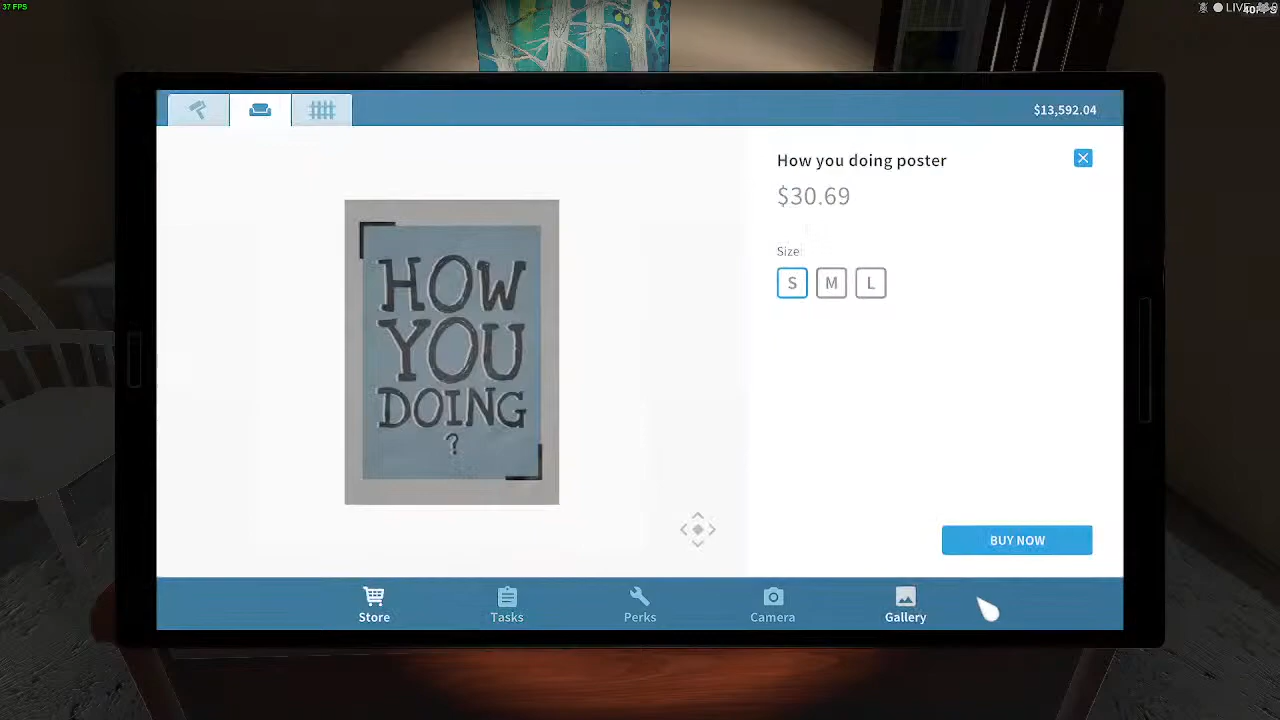 37 FPS
LIVE
$13,592.04
How you doing poster
$30.69
Size:
S M L
HOW
YOU
DOING
?
BUY NOW
Store Tasks Perks Camera Gallery